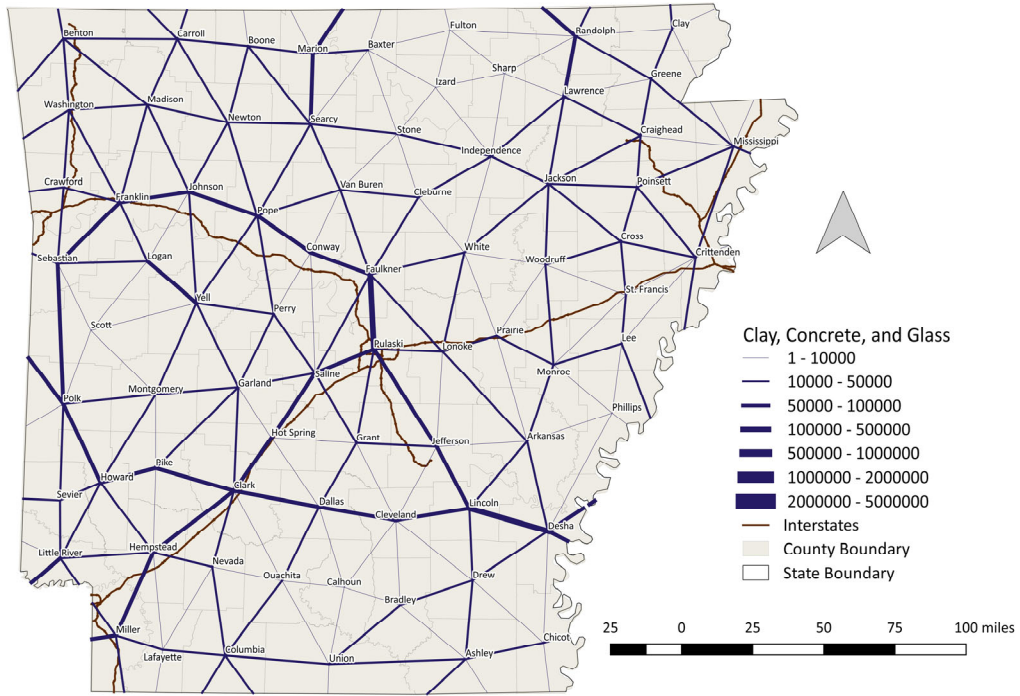 Benton
Carroll
Boone
Marion
Baxter
Fulton
Randolph
Clay
Sharp
Izard
Greene
Lawrence
Washington
Madison
Newton
Searcy
Stone
Independence
Craighead
Mississippi
Crawford
Franklin
Johnson
Van Buren
Cleburne
Jackson
Poinsett
Pope
Conway
White
Cross
Crittenden
Woodruff
Sebastian
Logan
Faulkner
Yell
Perry
St. Francis
Scott
Pulaski
Lonoke
Prairie
Lee
Monroe
Saline
Polk
Montgomery
Garland
Phillips
Hot Spring
Grant
Jefferson
Arkansas
Pike
Howard
Clark
Sevier
Dallas
Cleveland
Lincoln
Desha
Little River
Hempstead
Nevada
Ouachita
Calhoun
Drew
Bradley
Miller
Lafayette
Columbia
Union
Ashley
Chicot
Clay, Concrete, and Glass
1 - 10000
10000 - 50000
50000 - 100000
100000 - 500000
500000 - 1000000
1000000 - 2000000
2000000 - 5000000
Interstates
County Boundary
State Boundary
25 0 25 50 75 100 miles